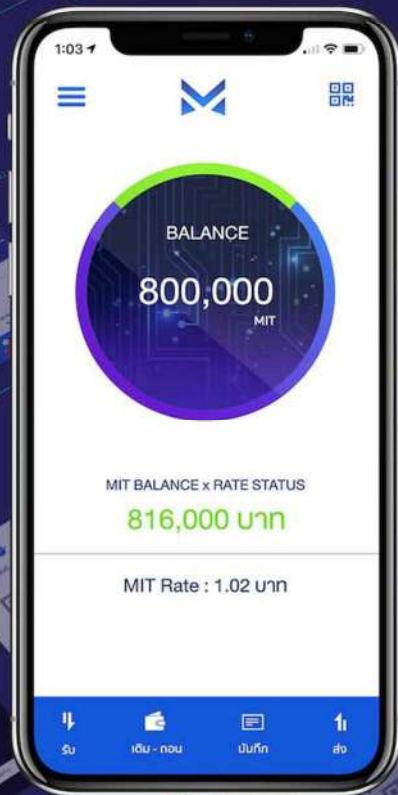 1:03
BALANCE
800,000
MIT
MIT BALANCE x RATE STATUS
816,000 บาท
MIT Rate : 1.02 บาท
รับ
เติม - ถอน
บันทึก
ส่ง